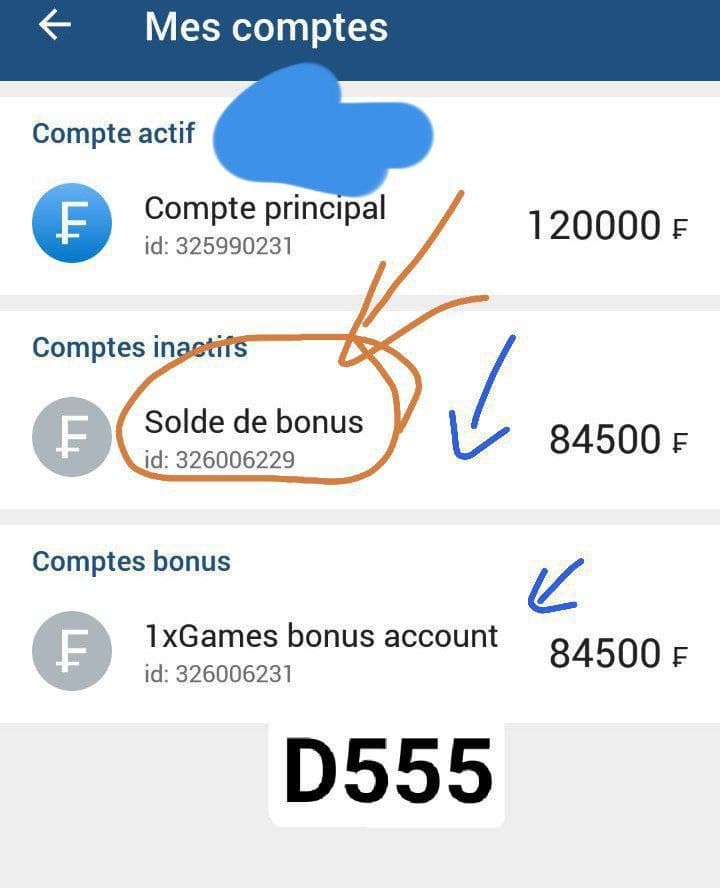 Mes comptes
Compte actif
Compte principal
id: 325990231
120000 ₣
Comptes inactifs
Solde de bonus
id: 326006229
84500 ₣
Comptes bonus
1xGames bonus account
id: 326006231
84500 ₣
D555